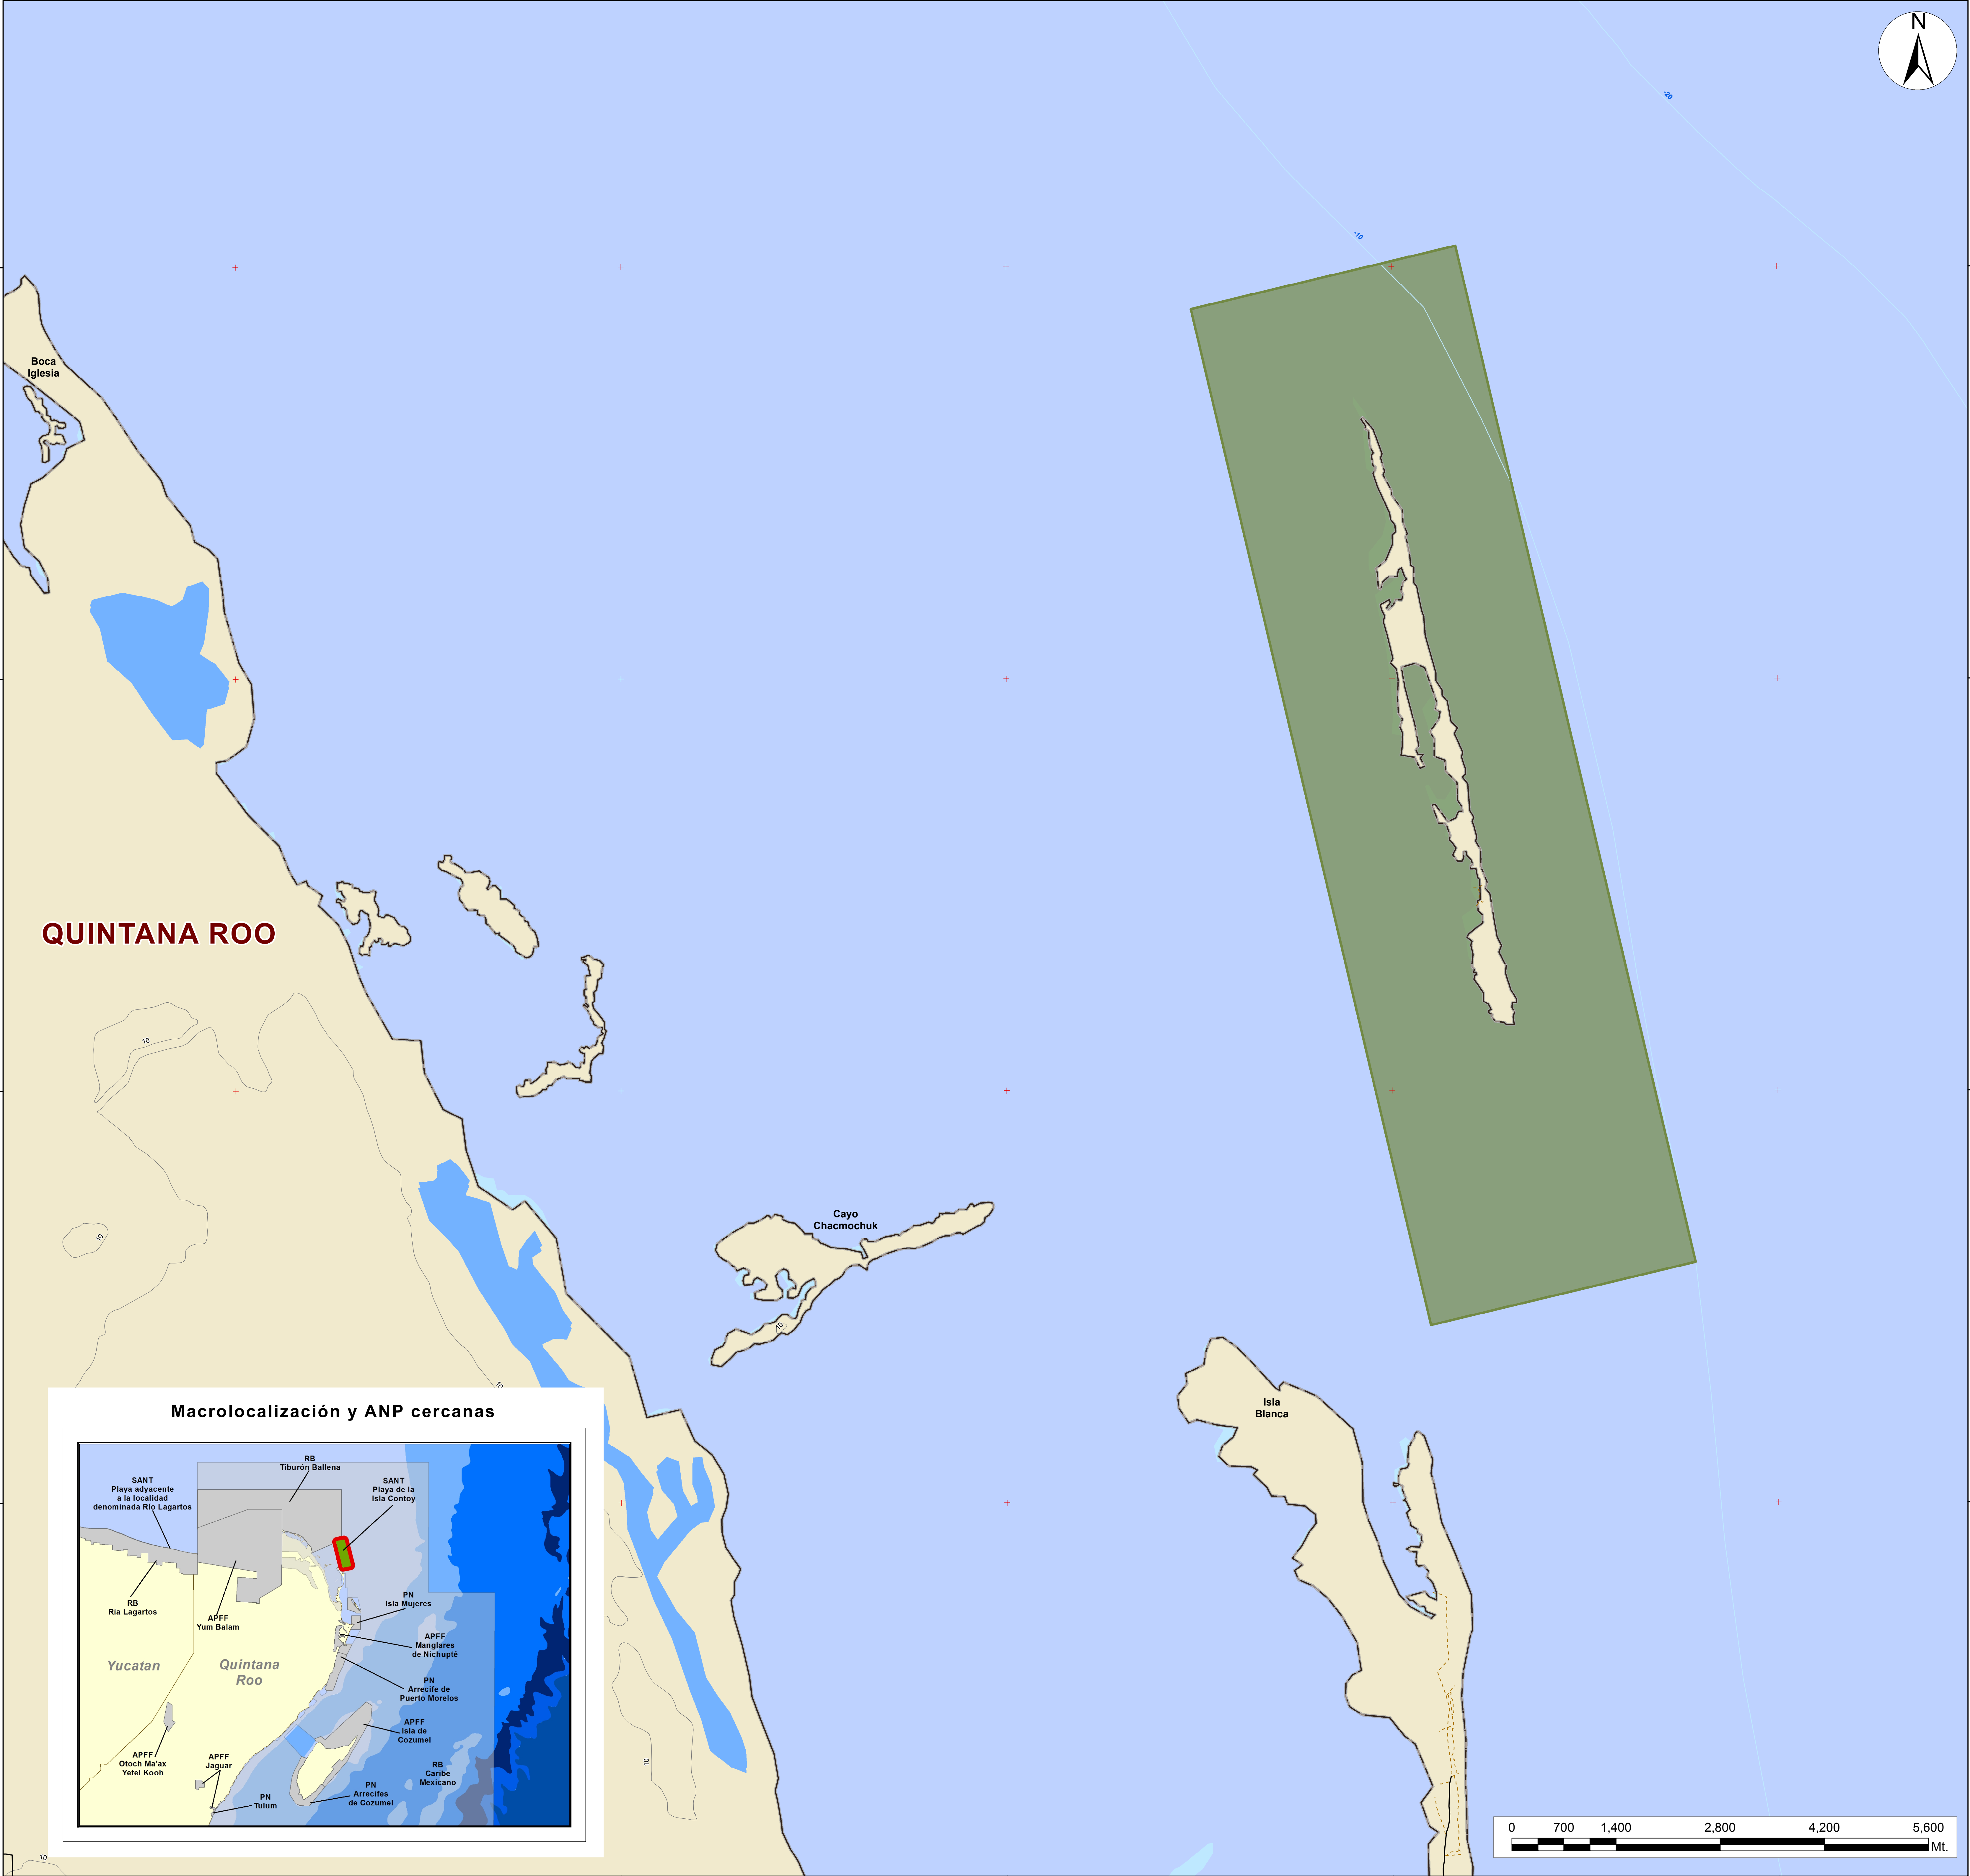 N
-20
-10
Boca
Iglesia
QUINTANA ROO
10
10
Cayo
Chacmochuk
10
10
Isla
Blanca
10
10
Macrolocalización y ANP cercanas
RB
Tiburón Ballena
SANT
Playa adyacente
a la localidad
denominada Río Lagartos
SANT
Playa de la
Isla Contoy
RB
Ría Lagartos
APFF
Yum Balam
PN
Isla Mujeres
APFF
Manglares
de Nichupté
Yucatan
Quintana
Roo
PN
Arrecife de
Puerto Morelos
APFF
Isla de
Cozumel
APFF
Otoch Ma'ax
Yetel Kooh
APFF
Jaguar
RB
Caribe
Mexicano
PN
Tulum
PN
Arrecifes
de Cozumel
0 700 1,400 2,800 4,200 5,600
Mt.
10